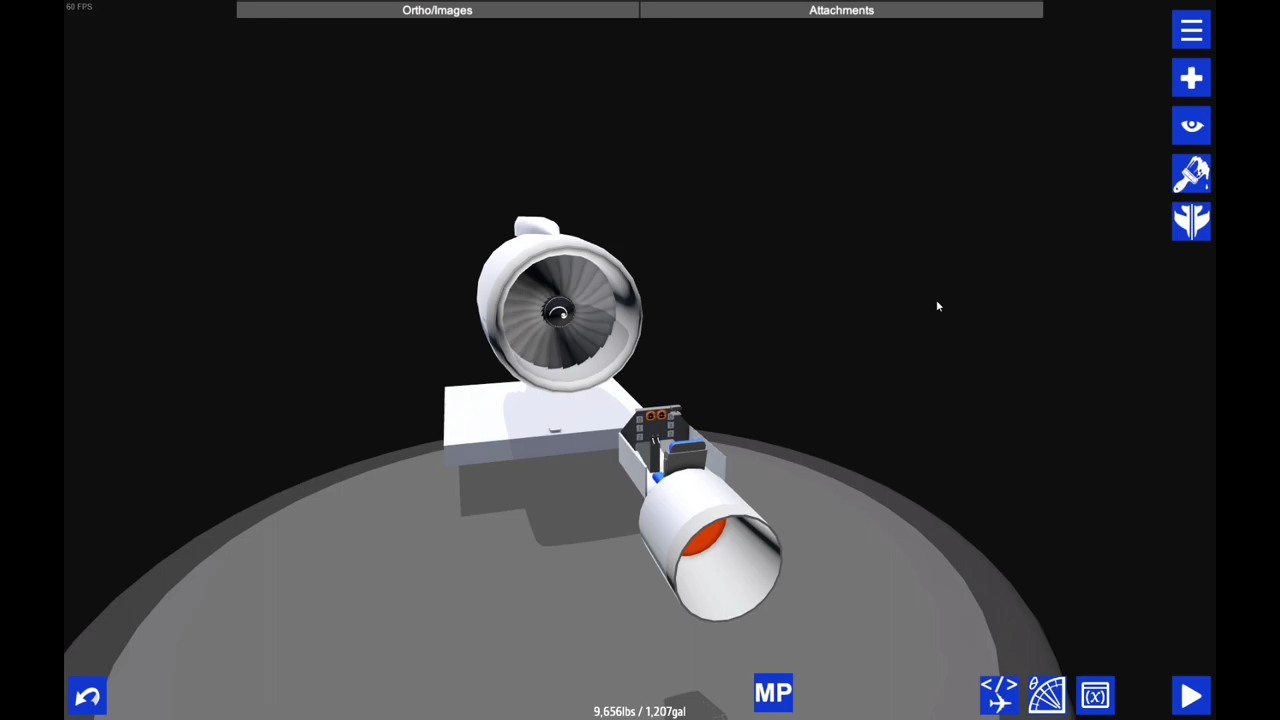 60 FPS
Ortho/Images
Attachments
MP
</>
(x)
9,656lbs / 1,207gal